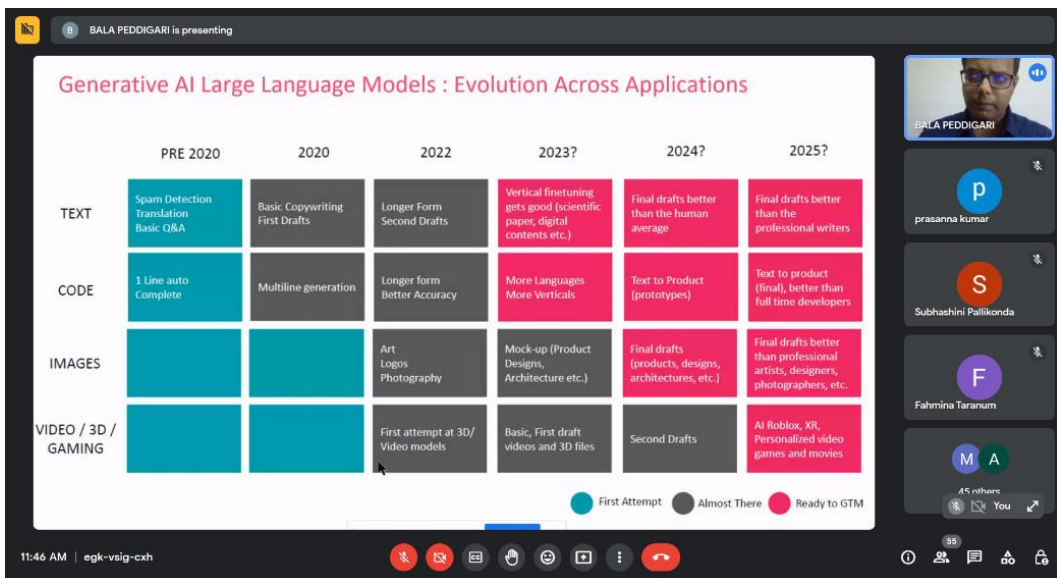 B
BALA PEDDIGARI is presenting
Generative AI Large Language Models : Evolution Across Applications
PRE 2020
2020
2022
2023?
2024?
2025?
TEXT
Spam Detection
Translation
Basic Q&A
Basic Copywriting
First Drafts
Longer Form
Second Drafts
Vertical finetuning
gets good (scientific
paper, digital
contents etc.)
Final drafts better
than the human
average
Final drafts better
than the
professional writers
CODE
1 Line auto
Complete
Multiline generation
Longer form
Better Accuracy
More Languages
More Verticals
Text to Product
(prototypes)
Text to product
(final), better than
full time developers
IMAGES
Art
Logos
Photography
Mock-up (Product
Designs,
Architecture etc.)
Final drafts
(products, designs,
architectures, etc.)
Final drafts better
than professional
artists, designers,
photographers, etc.
VIDEO / 3D /
GAMING
First attempt at 3D/
Video models
Basic, First draft
videos and 3D files
Second Drafts
AI Roblox, XR,
Personalized video
games and movies
First Attempt
Almost There
Ready to GTM
BALA PEDDIGARI
p
prasanna kumar
S
Subhashini Pallikonda
F
Fahmina Taranum
M
A
45 others
You
11:46 AM | egk-vsig-cxh
CC
55